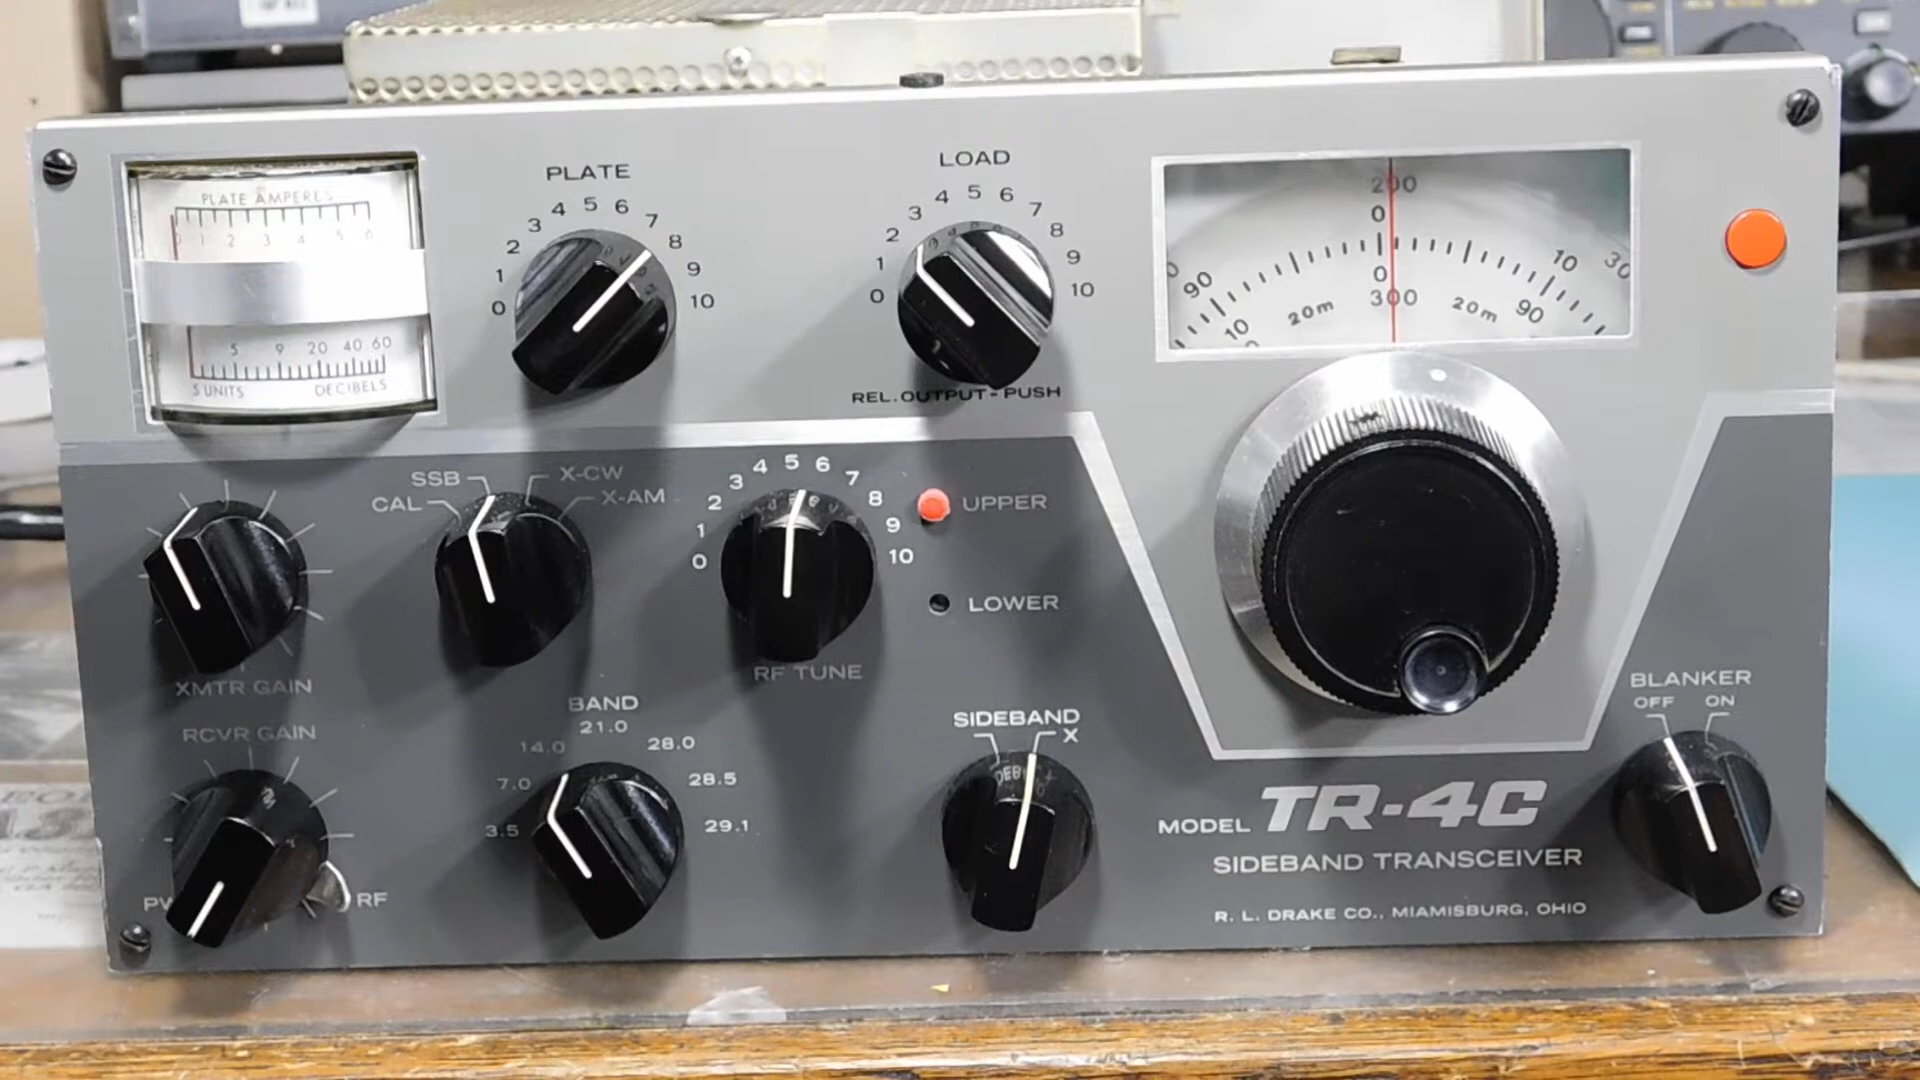 PLATE AMPERES
0 1 2 3 4 5 6
5 9 20 40 60
S UNITS DECIBELS
PLATE
0 1 2 3 4 5 6 7 8 9 10
LOAD
0 1 2 3 4 5 6 7 8 9 10
REL. OUTPUT - PUSH
200
0
90 10 30
0
10 20m 300 20m 90
CAL SSB X-CW X-AM
0 1 2 3 4 5 6 7 8 9 10
RF TUNE
UPPER
LOWER
XMTR GAIN
RCVR GAIN
RF
BAND
3.5 7.0 14.0 21.0 28.0 28.5 29.1
SIDEBAND
X
MODEL TR-4C
SIDEBAND TRANSCEIVER
R. L. DRAKE CO., MIAMISBURG, OHIO
BLANKER
OFF ON